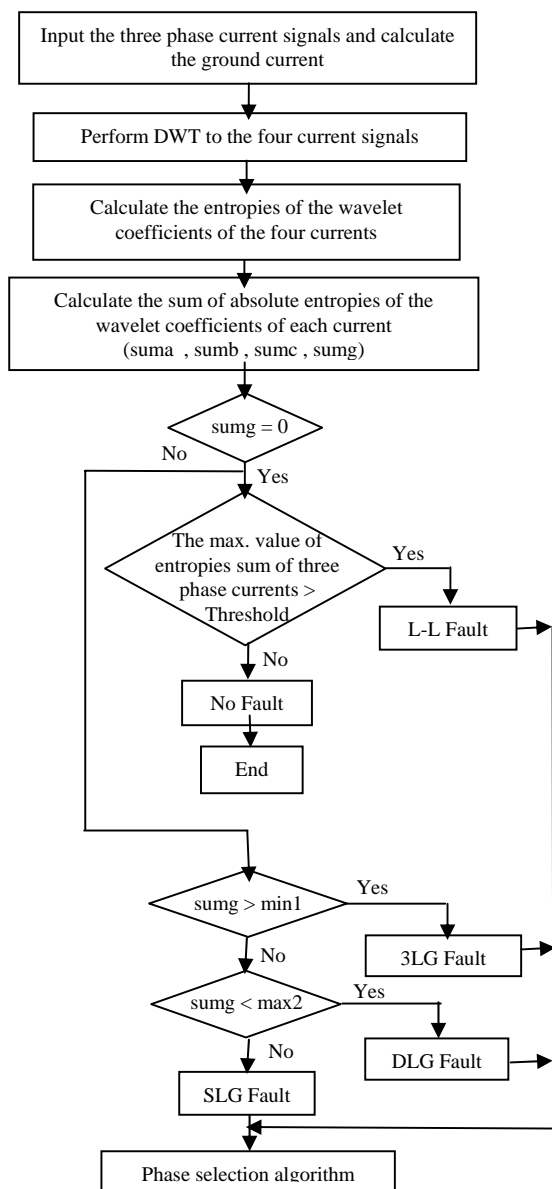 Input the three phase current signals and calculate
the ground current
Perform DWT to the four current signals
Calculate the entropies of the wavelet
coefficients of the four currents
Calculate the sum of absolute entropies of the
wavelet coefficients of each current
(suma , sumb , sumc , sumg)
sumg = 0
No
Yes
The max. value of
entropies sum of three
phase currents >
Threshold
Yes
L-L Fault
No
No Fault
End
sumg > min1
Yes
3LG Fault
No
sumg < max2
Yes
DLG Fault
No
SLG Fault
Phase selection algorithm